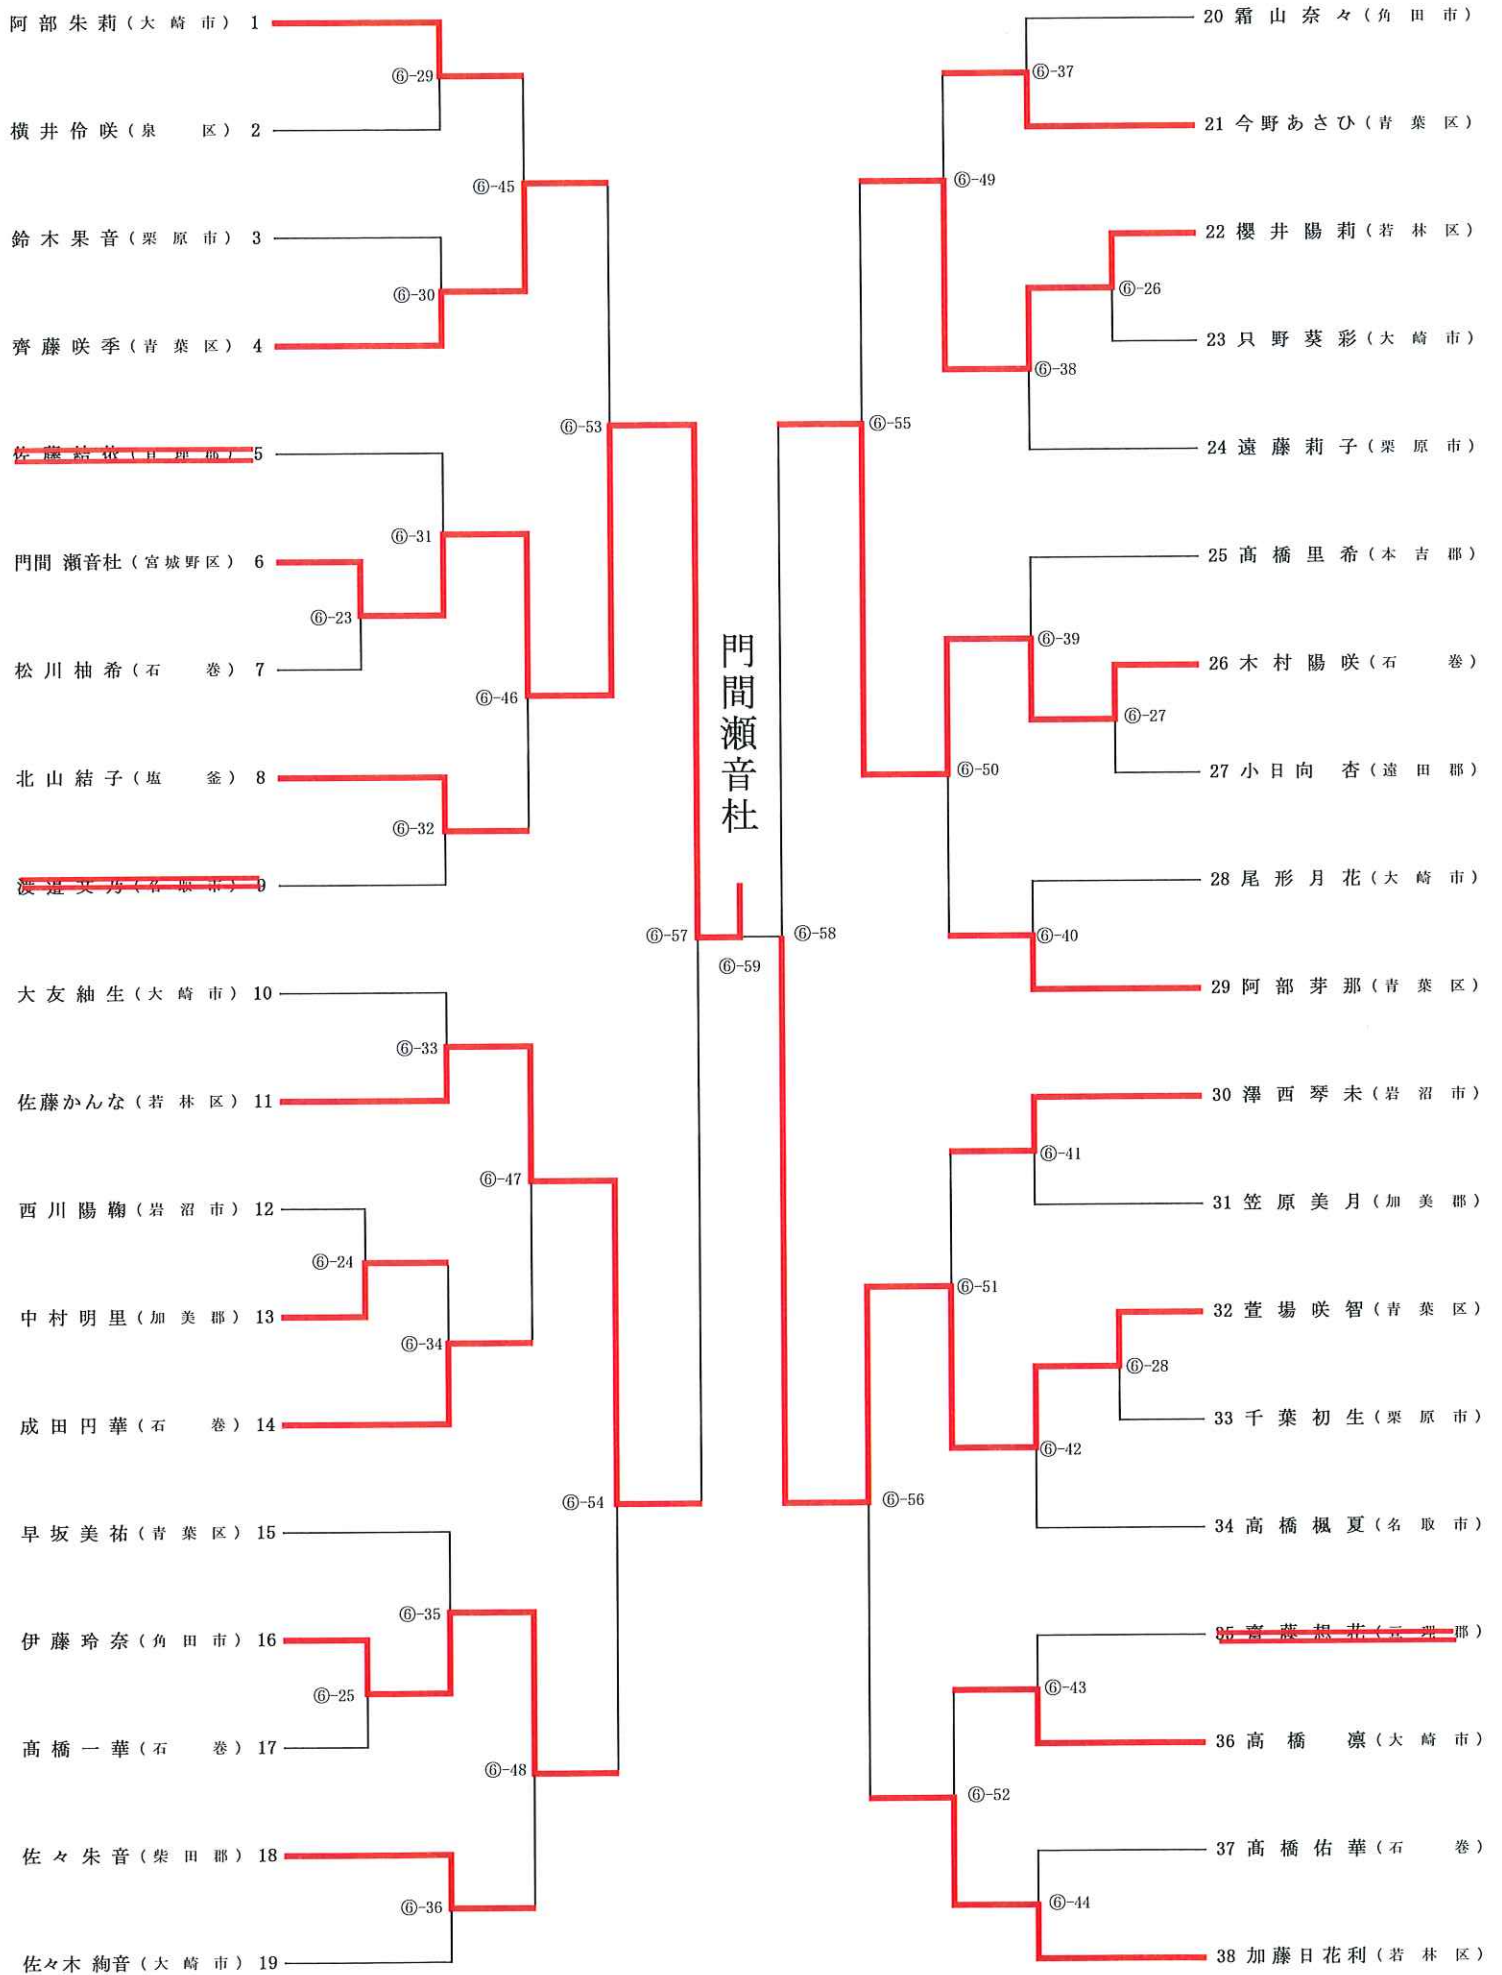 阿部朱莉（大崎市） 1
⑥-29
横井伶咲（泉区） 2
⑥-45
鈴木果音（栗原市） 3
⑥-30
齊藤咲季（青葉区） 4
⑥-53
5
⑥-31
門間 瀬音杜（宮城野区） 6
⑥-23
松川柚希（石巻） 7
⑥-46
北山結子（塩釜） 8
⑥-32
9
⑥-57
大友紬生（大崎市） 10
⑥-33
佐藤かんな（若林区） 11
⑥-47
西川陽鞠（岩沼市） 12
⑥-24
中村明里（加美郡） 13
⑥-34
成田円華（石巻） 14
⑥-54
早坂美祐（青葉区） 15
⑥-35
伊藤玲奈（角田市） 16
⑥-25
髙橋一華（石巻） 17
⑥-48
佐々朱音（柴田郡） 18
⑥-36
佐々木絢音（大崎市） 19
門間瀬音杜
⑥-59
20 霜山奈々（角田市）
⑥-37
21 今野あさひ（青葉区）
⑥-49
22 櫻井陽莉（若林区）
⑥-26
23 只野葵彩（大崎市）
⑥-38
⑥-55
24 遠藤莉子（栗原市）
25 髙橋里希（本吉郡）
⑥-39
26 木村陽咲（石巻）
⑥-27
⑥-50
27 小日向 杏（遠田郡）
28 尾形月花（大崎市）
⑥-58
⑥-40
29 阿部芽那（青葉区）
30 澤西琴未（岩沼市）
⑥-41
31 笠原美月（加美郡）
⑥-51
32 萱場咲智（青葉区）
⑥-28
33 千葉初生（栗原市）
⑥-42
⑥-56
34 高橋楓夏（名取市）
35
⑥-43
36 高橋 凛（大崎市）
⑥-52
37 髙橋佑華（石巻）
⑥-44
38 加藤日花利（若林区）